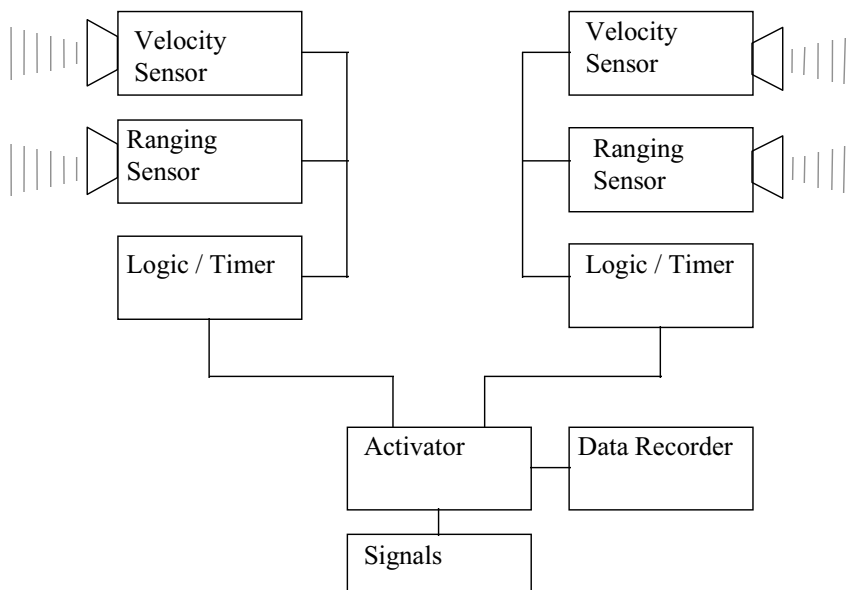 Velocity
Sensor
Ranging
Sensor
Logic / Timer
Velocity
Sensor
Ranging
Sensor
Logic / Timer
Activator
Data Recorder
Signals